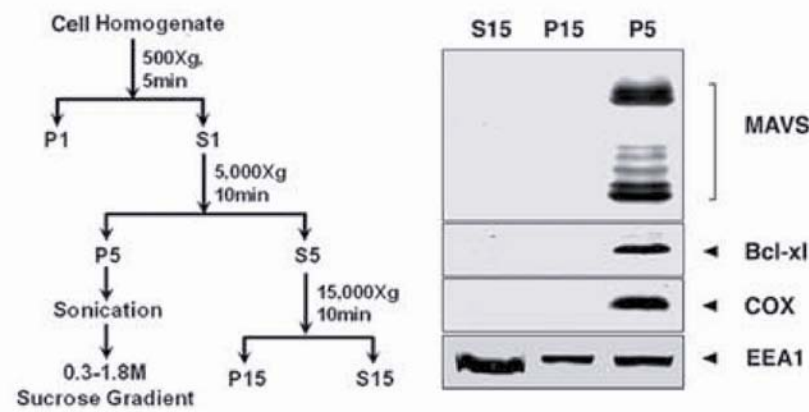 Cell Homogenate
500Xg,
5min
P1 S1
5,000Xg
10min
P5 S5
Sonication
15,000Xg
10min
0.3-1.8M
Sucrose Gradient
P15 S15
S15 P15 P5
MAVS
Bcl-xl
COX
EEA1